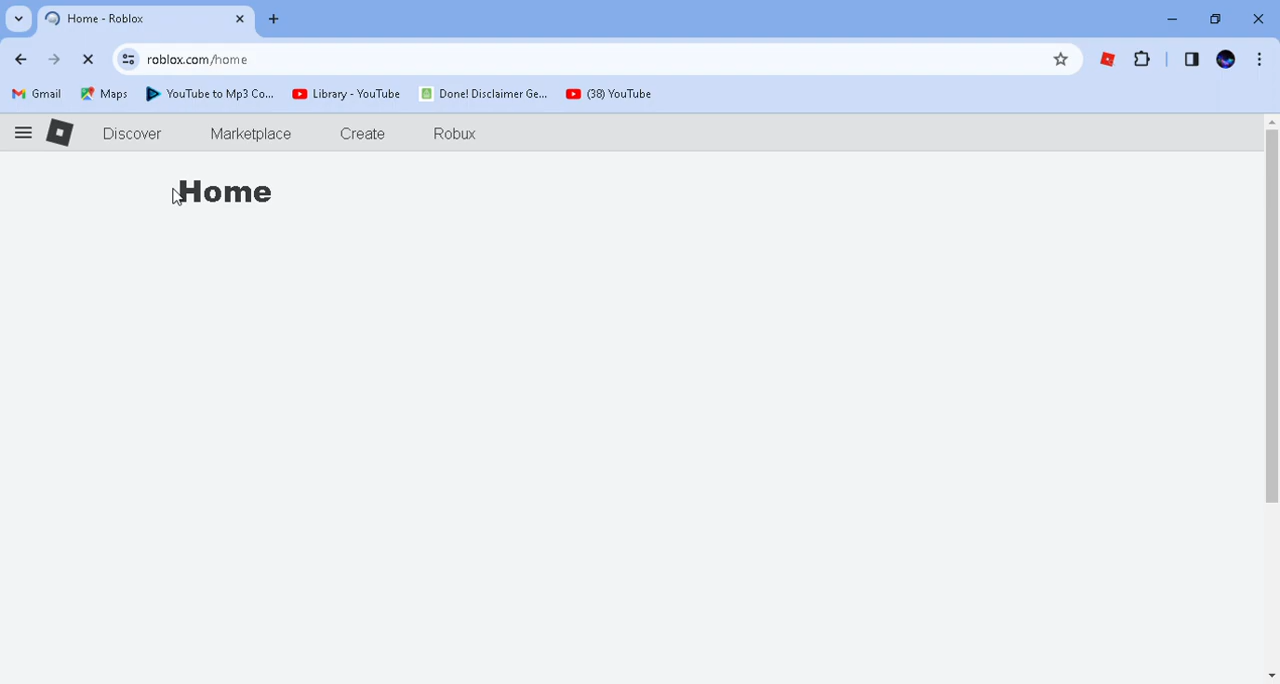 Home - Roblox
roblox.com/home
Gmail Maps YouTube to Mp3 Co... Library - YouTube Done! Disclaimer Ge... (38) YouTube
Discover Marketplace Create Robux
Home